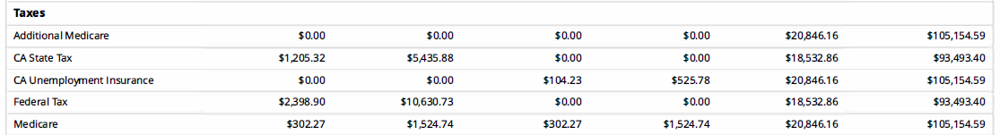 Taxes
Additional Medicare $0.00 $0.00 $0.00 $0.00 $20,846.16 $105,154.59
CA State Tax $1,205.32 $5,435.88 $0.00 $0.00 $18,532.86 $93,493.40
CA Unemployment Insurance $0.00 $0.00 $104.23 $525.78 $20,846.16 $105,154.59
Federal Tax $2,398.90 $10,630.73 $0.00 $0.00 $18,532.86 $93,493.40
Medicare $302.27 $1,524.74 $302.27 $1,524.74 $20,846.16 $105,154.59